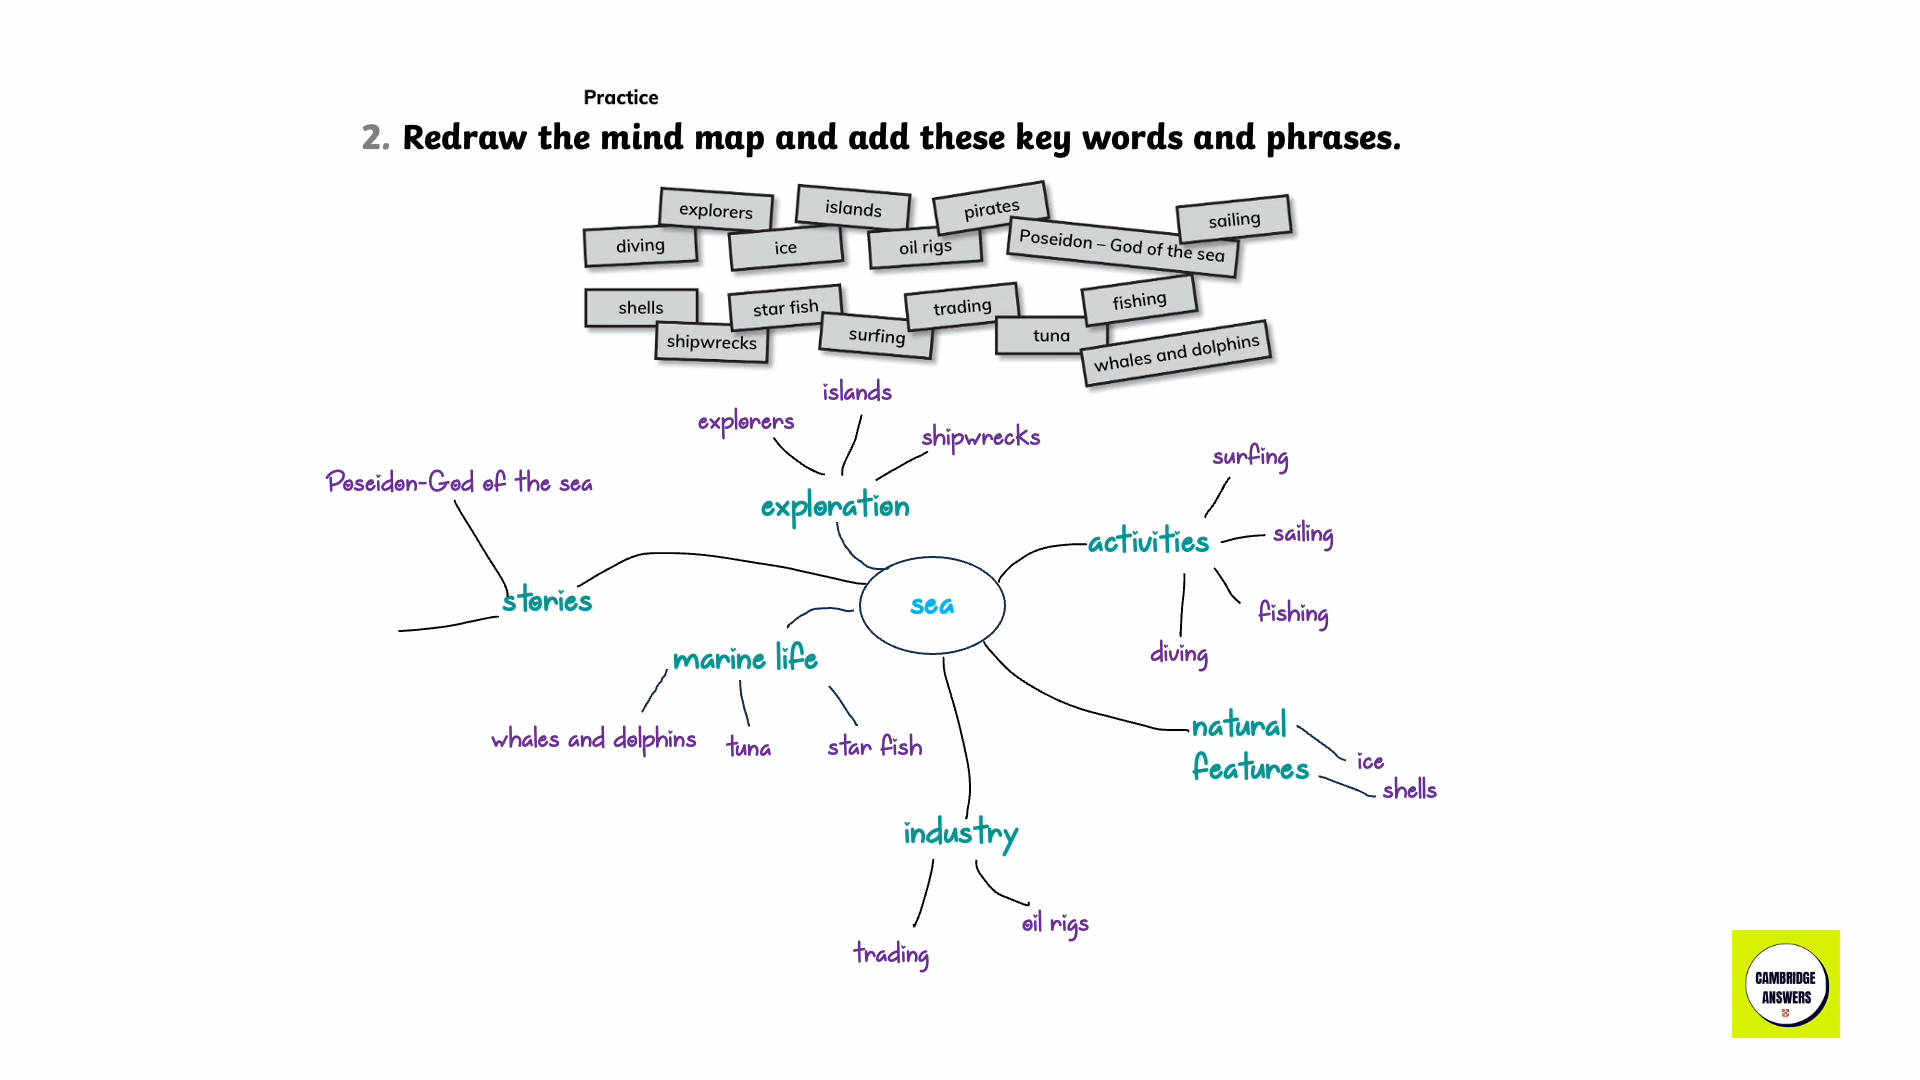 Practice
2. Redraw the mind map and add these key words and phrases.
explorers
islands
pirates
sailing
diving
ice
oil rigs
Poseidon – God of the sea
shells
star fish
trading
fishing
shipwrecks
surfing
tuna
whales and dolphins
islands
explorers
shipwrecks
surfing
Poseidon-God of the sea
exploration
sailing
activities
stories
sea
fishing
diving
marine life
natural
features
whales and dolphins
tuna
star fish
ice
shells
industry
oil rigs
trading
CAMBRIDGE
ANSWERS